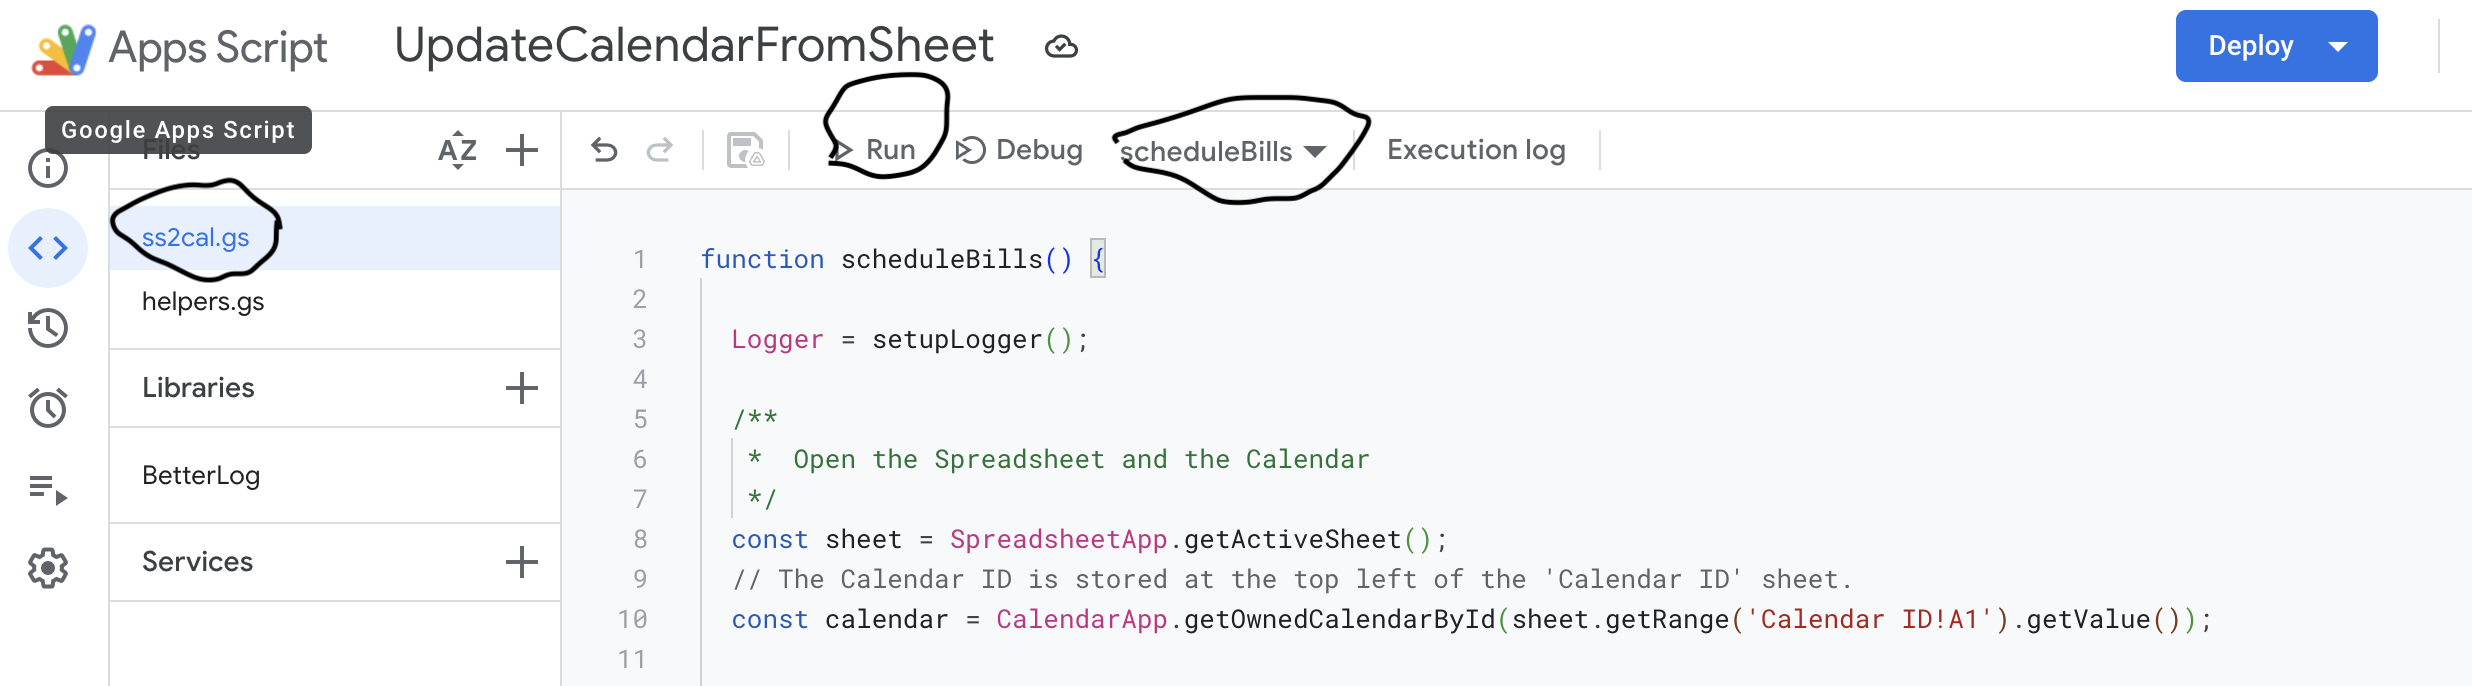 Apps Script UpdateCalendarFromSheet Deploy
Google Apps Script
Files AZ Run Debug scheduleBills Execution log
ss2cal.gs
helpers.gs
Libraries
BetterLog
Services
1 function scheduleBills() {
2
3 Logger = setupLogger();
4
5 /**
6 * Open the Spreadsheet and the Calendar
7 */
8 const sheet = SpreadsheetApp.getActiveSheet();
9 // The Calendar ID is stored at the top left of the 'Calendar ID' sheet.
10 const calendar = CalendarApp.getOwnedCalendarById(sheet.getRange('Calendar ID!A1').getValue());
11